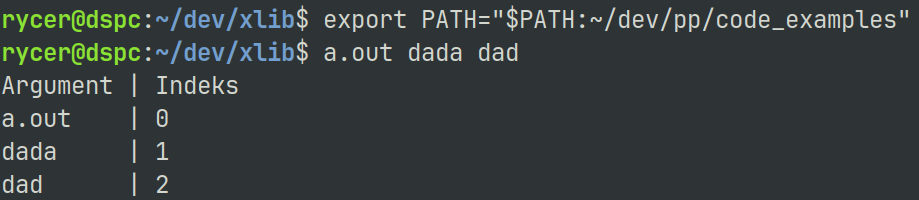 rycer@dspc:~/dev/xlib$ export PATH="$PATH:~/dev/pp/code_examples"
rycer@dspc:~/dev/xlib$ a.out dada dad
Argument | Indeks
a.out    | 0
dada     | 1
dad      | 2